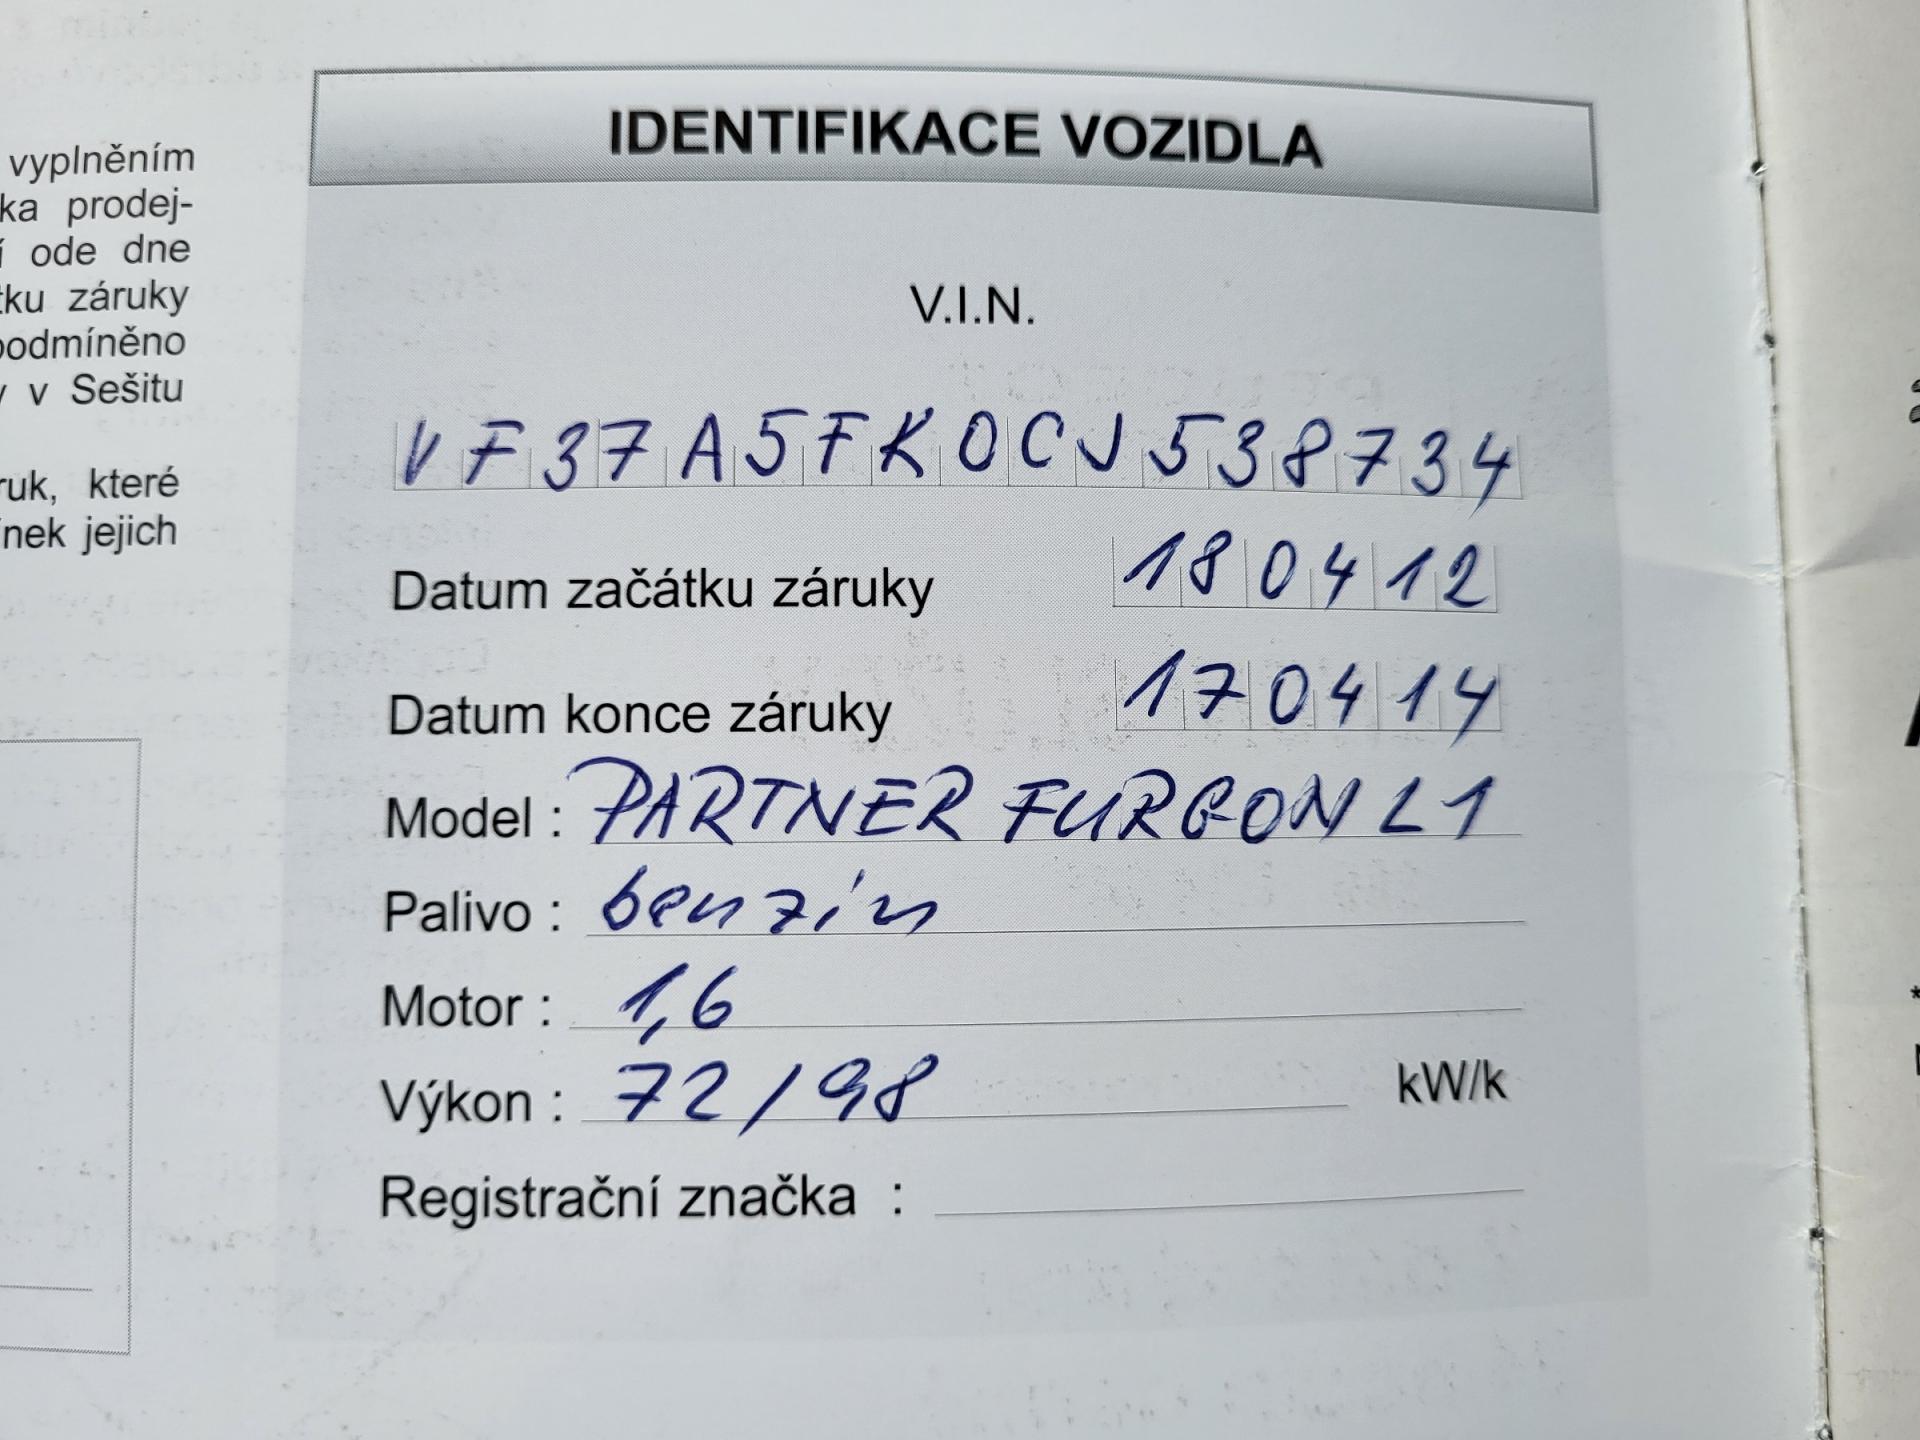 vyplněním
ka prodej-
í ode dne
tku záruky
podmíněno
v Sešitu
ruk, které
ínek jejich
IDENTIFIKACE VOZIDLA
V.I.N.
VF37A5FK0CJ538734
Datum začátku záruky 180412
Datum konce záruky 170414
Model : PARTNER FURGON L1
Palivo : benzín
Motor : 1,6
Výkon : 72/98 kW/k
Registrační značka :